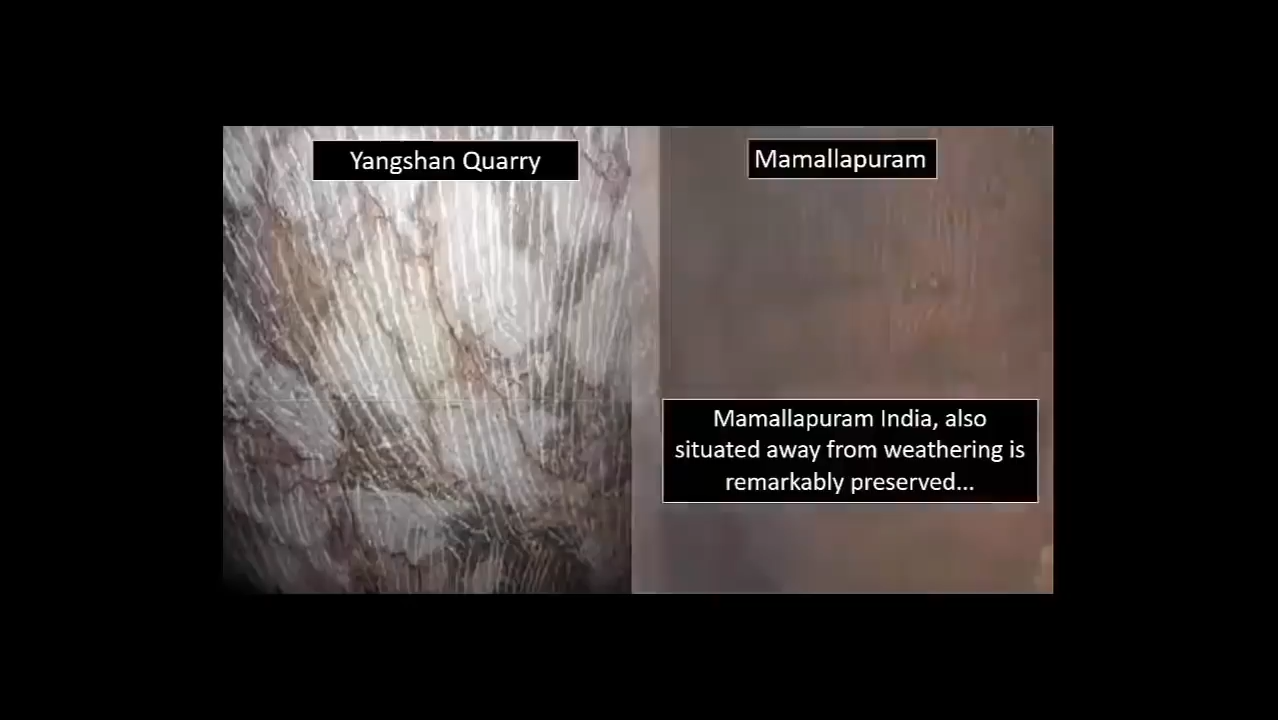 Yangshan Quarry
Mamallapuram
Mamallapuram India, also
situated away from weathering is
remarkably preserved...